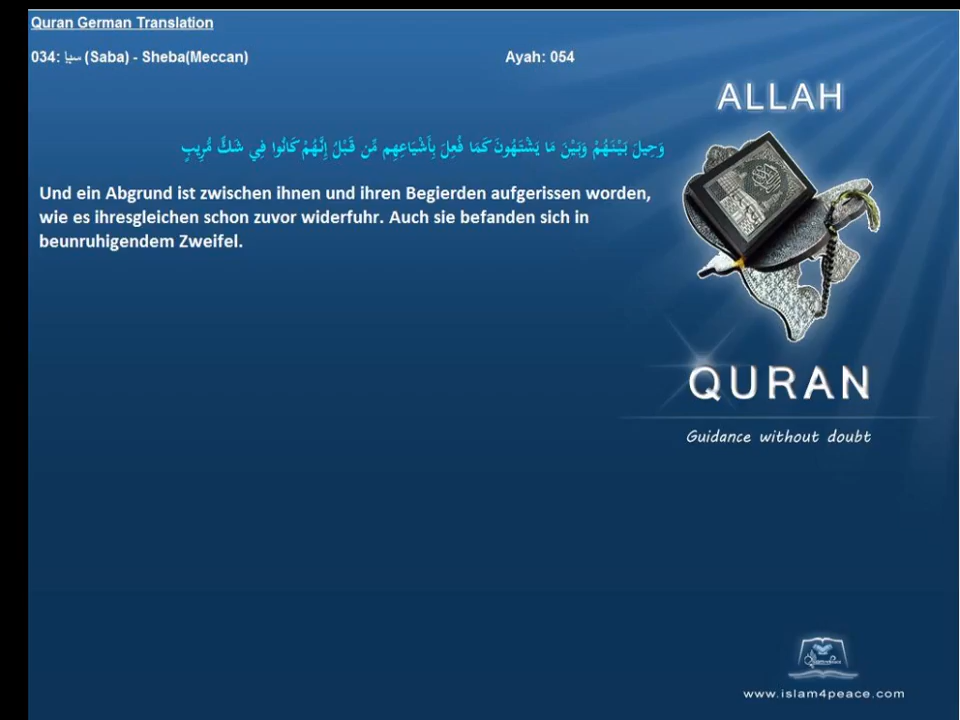 Quran German Translation
034: سبأ (Saba) - Sheba(Meccan) Ayah: 054
وَحِيلَ بَيْنَهُمْ وَبَيْنَ مَا يَشْتَهُونَ كَمَا فُعِلَ بِأَشْيَاعِهِم مِّن قَبْلُ إِنَّهُمْ كَانُوا فِي شَكٍّ مُّرِيبٍ
Und ein Abgrund ist zwischen ihnen und ihren Begierden aufgerissen worden,
wie es ihresgleichen schon zuvor widerfuhr. Auch sie befanden sich in
beunruhigendem Zweifel.
ALLAH
QURAN
Guidance without doubt
www.islam4peace.com